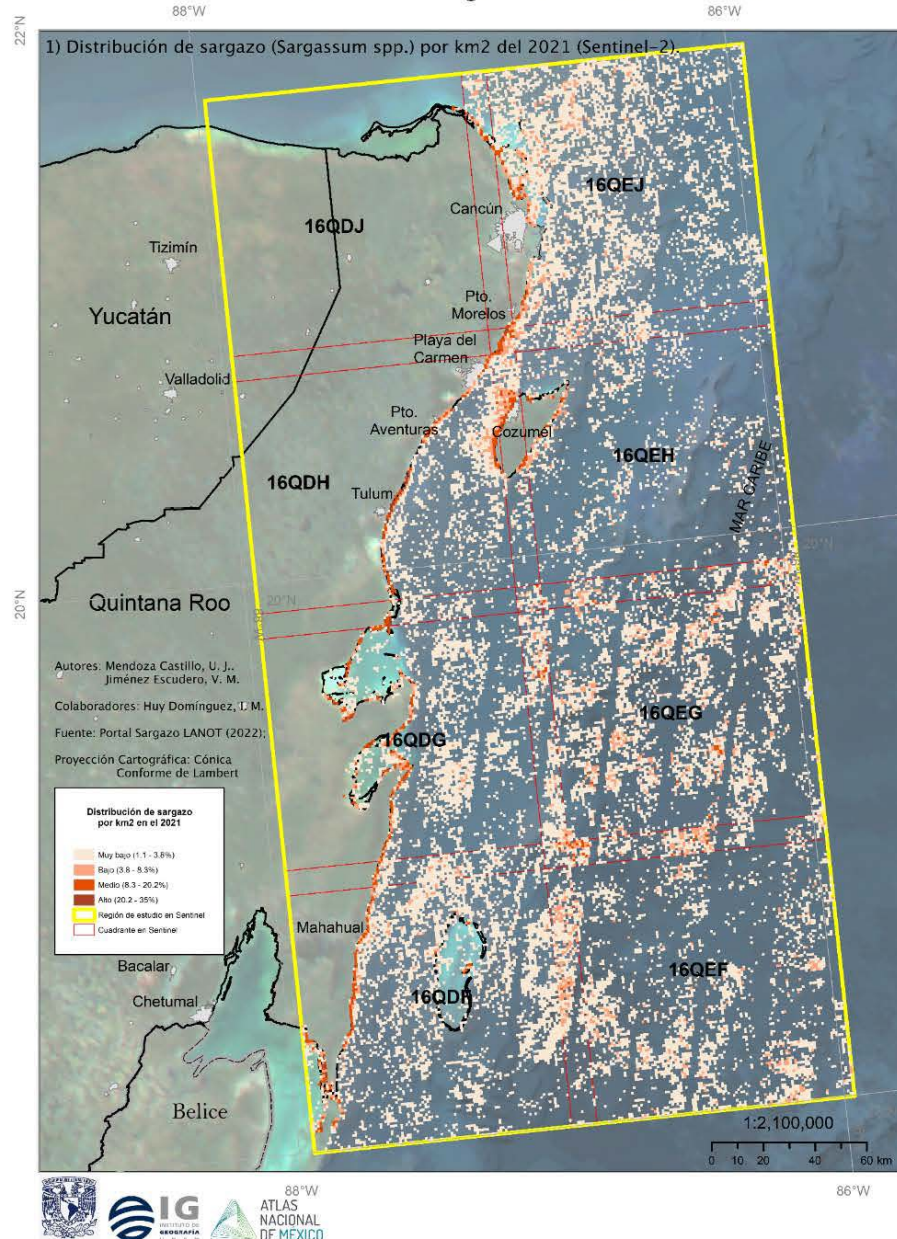 88°W
86°W
22°N
1) Distribución de sargazo (Sargassum spp.) por km2 del 2021 (Sentinel-2).
16QEJ
Cancún
16QDJ
Tizimín
Yucatán
Pto.
Morelos
Playa del
Carmen
Valladolid
Pto.
Aventuras
Cozumel
16QEH
MAR CARIBE
16QDH
Tulum
20°N
20°N
20°N
Quintana Roo
Autores: Mendoza Castillo, U. J..
Jiménez Escudero, V. M.
Colaboradores: Huy Domínguez, I. M.
Fuente: Portal Sargazo LANOT (2022);
Proyección Cartográfica: Cónica
Conforme de Lambert
16QEG
16QDG
Distribución de sargazo
por km2 en el 2021
Muy bajo (1.1 - 3.8%)
Bajo (3.8 - 8.3%)
Medio (8.3 - 20.2%)
Alto (20.2 - 35%)
Región de estudio en Sentinel
Cuadrante en Sentinel
Mahahual
Bacalar
16QEF
16QDF
Chetumal
Belice
1:2,100,000
0 10 20 40 60 km
88°W
86°W
IG
INSTITUTO DE
GEOGRAFÍA
ATLAS
NACIONAL
DE MÉXICO